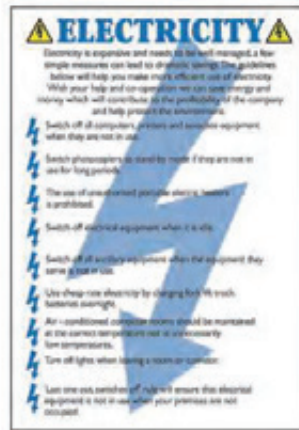 ELECTRICITY
Electricity is expensive and needs to be well managed, a few
simple measures can lead to dramatic savings. The guidelines
below will help you make more efficient use of electricity.
With your help and co-operation we can save energy and
money which will contribute to the profitability of the company
and help protect the environment.
Switch off all computers, printers and equipment
when they are not in use.
Switch photocopiers to stand by mode if they are not in
use for long periods.
The use of unauthorised portable electric heaters
is prohibited.
Switch off electrical equipment when it is idle.
Switch off all ancillary equipment when the equipment they
serve is not in use.
Use cheap rate electricity by charging fork lift truck
batteries overnight.
Air - conditioned computer rooms should be maintained
at the correct temperature not at unnecessarily
low temperatures.
Turn off lights when leaving a room or corridor.
Last one out, switches off' rule will ensure that electrical
equipment is not in use when your premises are not
occupied.